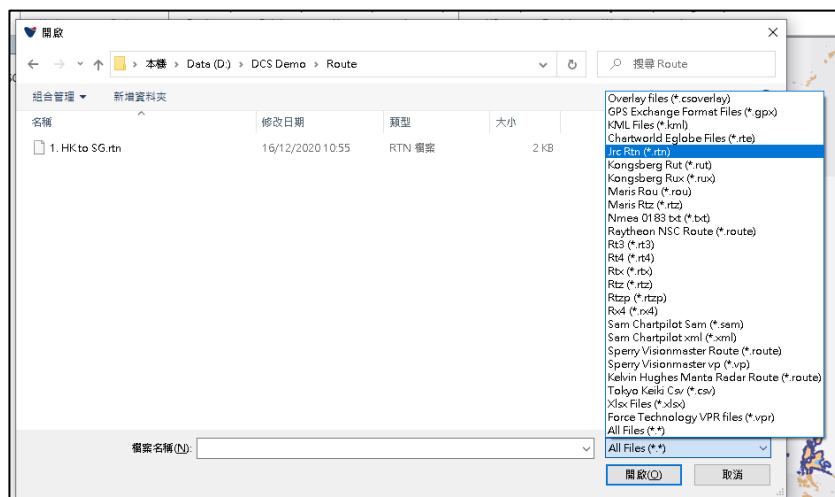 開啟
本機 > Data (D:) > DCS Demo > Route
搜尋 Route
組合管理 新增資料夾
名稱 修改日期 類型 大小
1. HK to SG.rtn 16/12/2020 10:55 RTN 檔案 2 KB
Overlay files (*.csoverlay)
GPS Exchange Format Files (*.gpx)
KML Files (*.kml)
Chartworld Eglobe Files (*.rte)
Jrc Rtn (*.rtn)
Kongsberg Rut (*.rut)
Kongsberg Rux (*.rux)
Maris Rou (*.rou)
Maris Rtz (*.rtz)
Nmea 0183 txt (*.txt)
Raytheon NSC Route (*.route)
Rt3 (*.rt3)
Rt4 (*.rt4)
Rtx (*.rtx)
Rtz (*.rtz)
Rtzp (*.rtzp)
Rx4 (*.rx4)
Sam Chartpilot Sam (*.sam)
Sam Chartpilot xml (*.xml)
Sperry Visionmaster Route (*.route)
Sperry Visionmaster vp (*.vp)
Kelvin Hughes Manta Radar Route (*.route)
Tokyo Keiki Csv (*.csv)
Xlsx Files (*.xlsx)
Force Technology VPR files (*.vpr)
All Files (*.*)
檔案名稱(N): All Files (*.*)
開啟(O) 取消